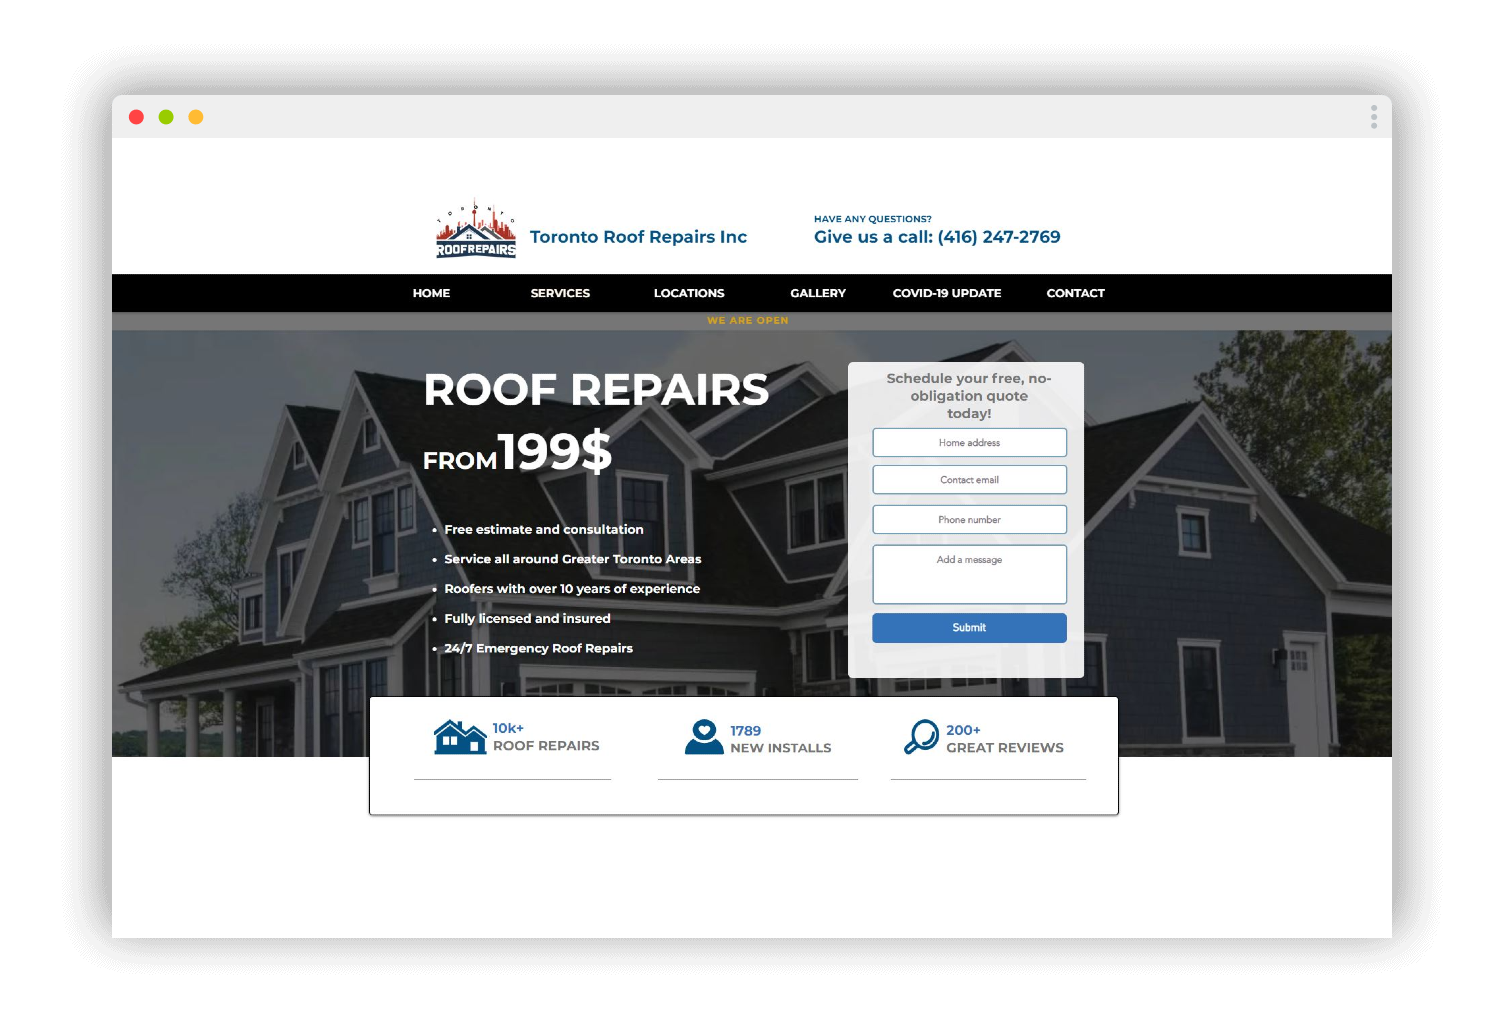 TORONTO
ROOFREPAIRS
Toronto Roof Repairs Inc
HAVE ANY QUESTIONS?
Give us a call: (416) 247-2769
HOME
SERVICES
LOCATIONS
GALLERY
COVID-19 UPDATE
CONTACT
WE ARE OPEN
ROOF REPAIRS
FROM199$
• Free estimate and consultation
• Service all around Greater Toronto Areas
• Roofers with over 10 years of experience
• Fully licensed and insured
• 24/7 Emergency Roof Repairs
Schedule your free, no-
obligation quote
today!
Home address
Contact email
Phone number
Add a message
Submit
10k+
ROOF REPAIRS
1789
NEW INSTALLS
200+
GREAT REVIEWS